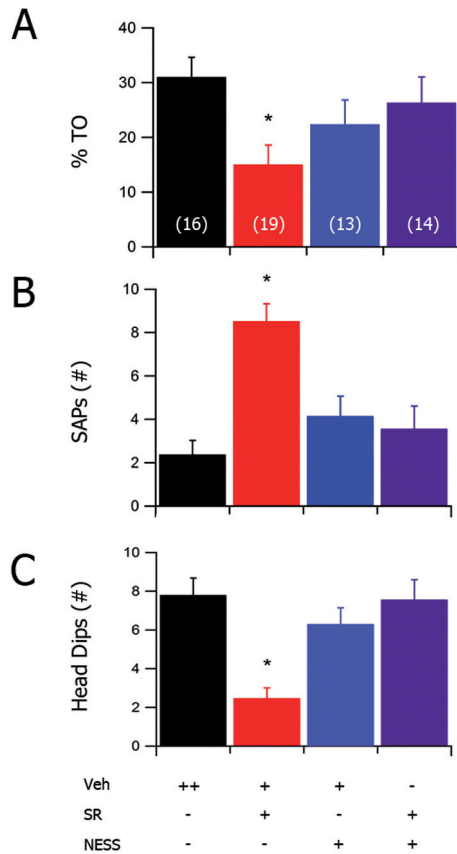 A
% TO
40
30
20
10
0
*
(16) (19) (13) (14)
B
SAPs (#)
10
8
6
4
2
0
*
C
Head Dips (#)
10
8
6
4
2
0
*
Veh ++ + + -
SR - + - +
NESS - - + +